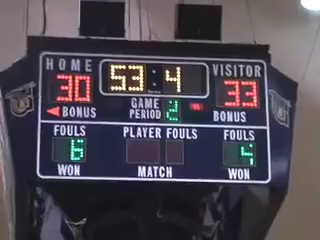 HOME 53:4 VISITOR
30 33
◄ BONUS GAME PERIOD 2 BONUS
FOULS PLAYER FOULS FOULS
6 4
WON MATCH WON